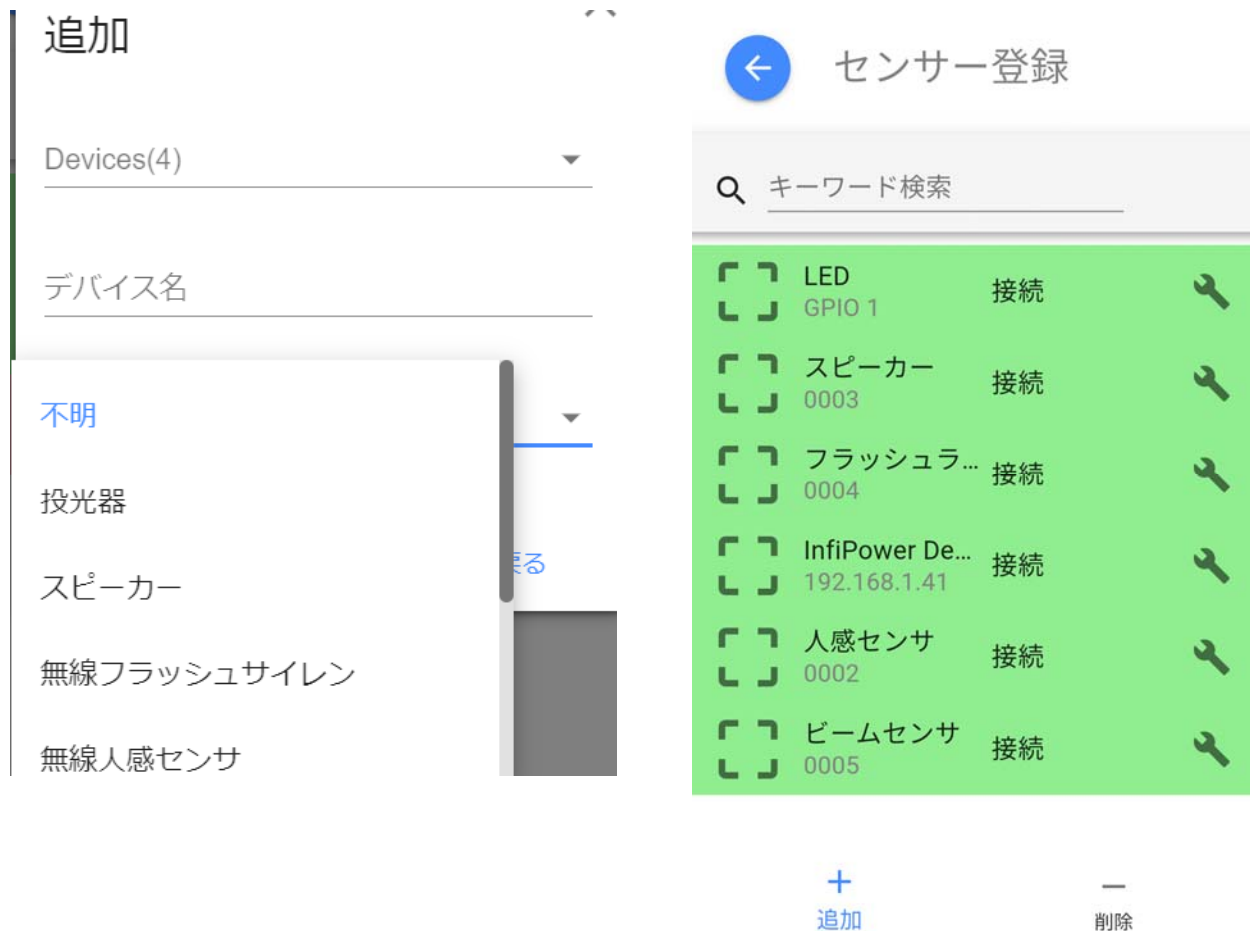 追加
Devices(4)
デバイス名
不明
投光器
スピーカー
無線フラッシュサイレン
無線人感センサ
戻る
センサー登録
キーワード検索
LED
GPIO 1
接続
スピーカー
0003
接続
フラッシュラ...
0004
接続
InfiPower De...
192.168.1.41
接続
人感センサ
0002
接続
ビームセンサ
0005
接続
追加
削除